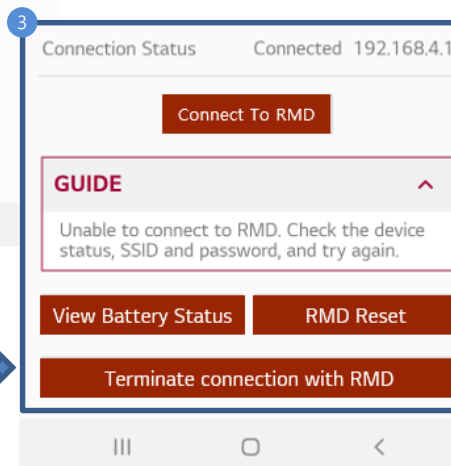 3
Connection Status Connected 192.168.4.1
Connect To RMD
GUIDE
Unable to connect to RMD. Check the device
status, SSID and password, and try again.
View Battery Status RMD Reset
Terminate connection with RMD